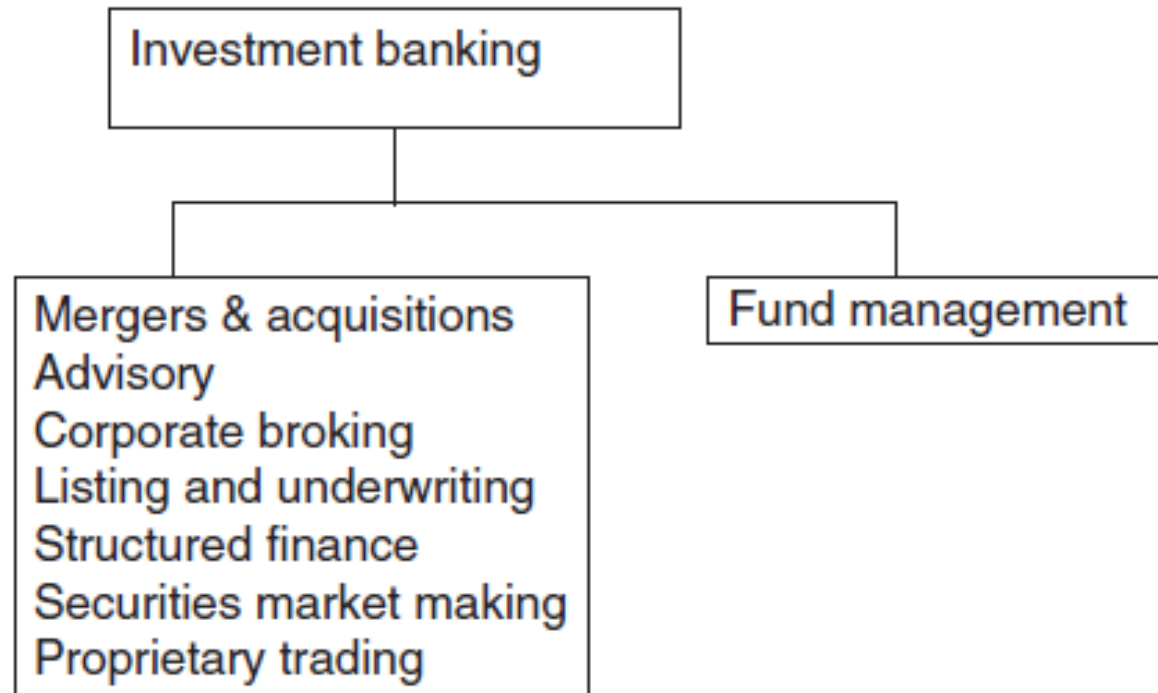 Investment banking
Mergers & acquisitions
Advisory
Corporate broking
Listing and underwriting
Structured finance
Securities market making
Proprietary trading
Fund management